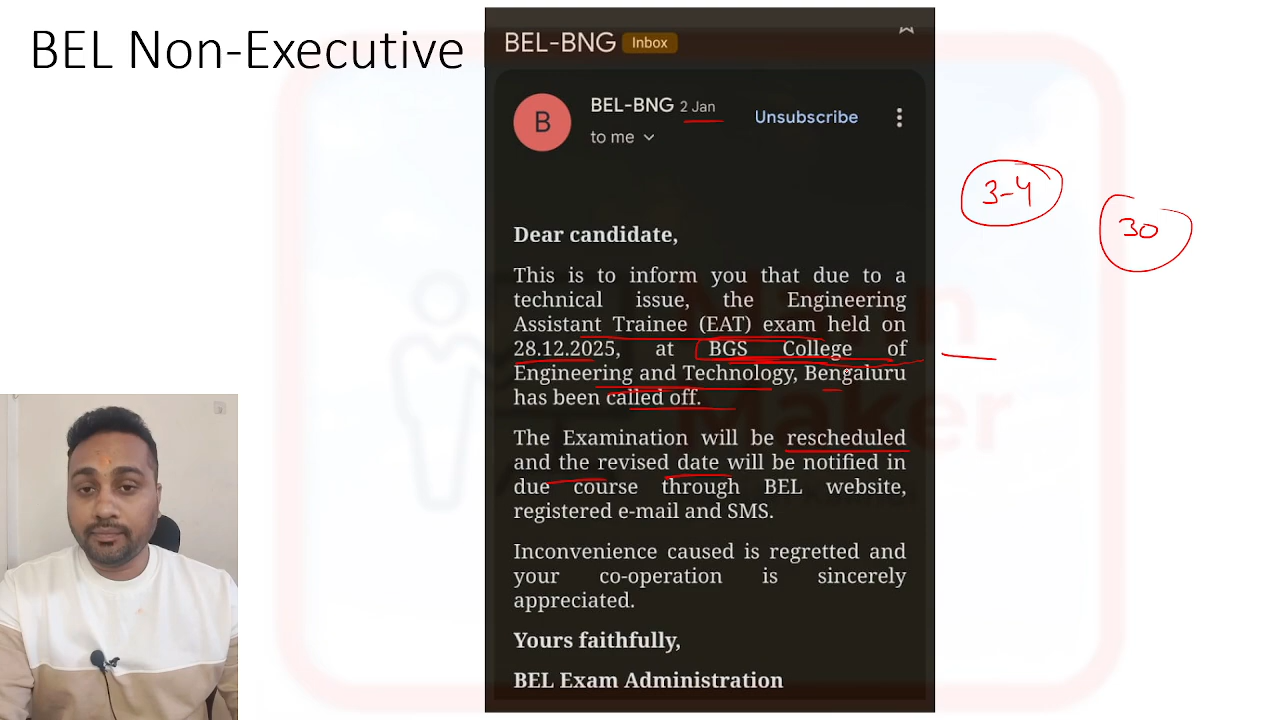 BEL Non-Executive
BEL-BNG Inbox
B
BEL-BNG 2 Jan
Unsubscribe
to me
3-4
30
Dear candidate,
This is to inform you that due to a
technical issue, the Engineering
Assistant Trainee (EAT) exam held on
28.12.2025, at BGS College of
Engineering and Technology, Bengaluru
has been called off.
The Examination will be rescheduled
and the revised date will be notified in
due course through BEL website,
registered e-mail and SMS.
Inconvenience caused is regretted and
your co-operation is sincerely
appreciated.
Yours faithfully,
BEL Exam Administration